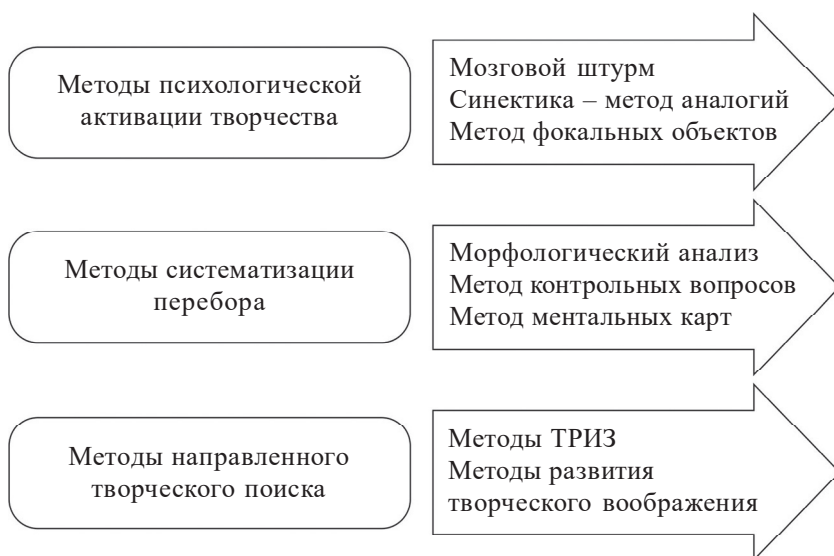 Методы психологической
активации творчества
Мозговой штурм
Синектика – метод аналогий
Метод фокальных объектов
Методы систематизации
перебора
Морфологический анализ
Метод контрольных вопросов
Метод ментальных карт
Методы направленного
творческого поиска
Методы ТРИЗ
Методы развития
творческого воображения